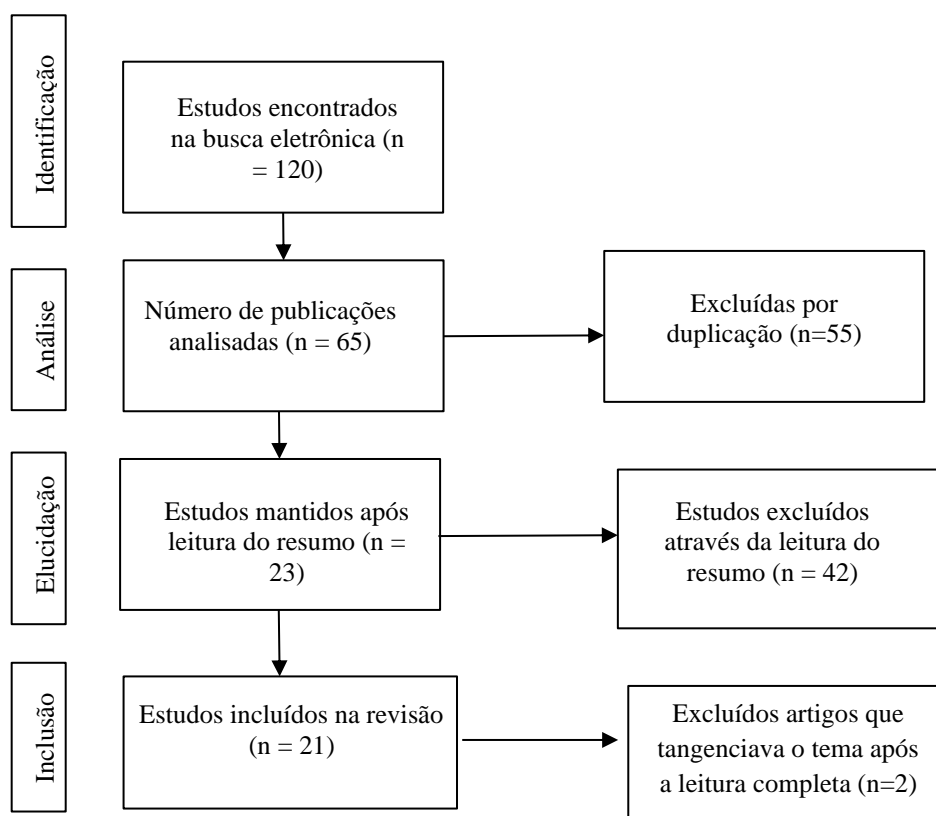 Identificação
Estudos encontrados
na busca eletrônica (n
= 120)
Análise
Número de publicações
analisadas (n = 65)
Excluídas por
duplicação (n=55)
Elucidação
Estudos mantidos após
leitura do resumo (n =
23)
Estudos excluídos
através da leitura do
resumo (n = 42)
Inclusão
Estudos incluídos na revisão
(n = 21)
Excluídos artigos que
tangenciava o tema após
a leitura completa (n=2)